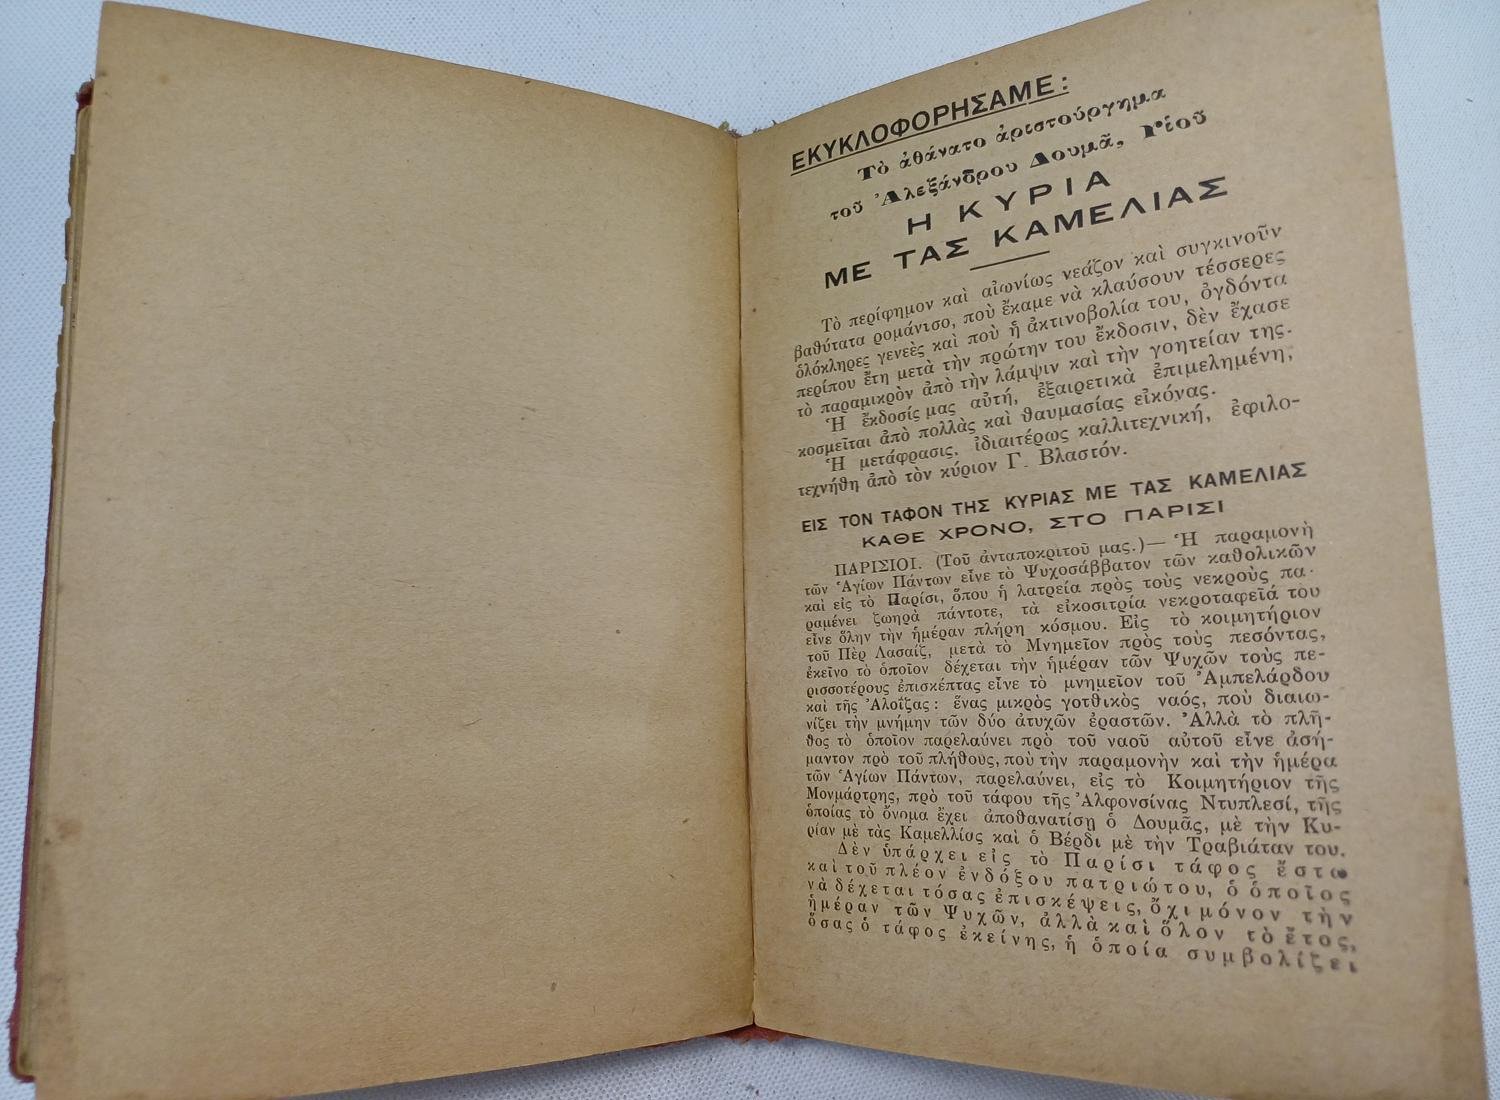 ΕΚΥΚΛΟΦΟΡΗΣΑΜΕ:
Τὸ ἀθάνατο ἀριστούργημα
τοῦ Ἀλεξάνδρου Δουμᾶ, Γιοῦ
Η ΚΥΡΙΑ
ΜΕ ΤΑΣ ΚΑΜΕΛΙΑΣ
Τὸ περίφημον καὶ αἰωνίως νεάζον καὶ συγκινοῦν
βαθύτατα ρομάντσο, ποὺ ἔκαμε νὰ κλαύσουν τέσσερες
ὁλόκληρες γενεὲς καὶ ποὺ ἡ ἀκτινοβολία του, ὀγδόντα
περίπου ἔτη μετὰ τὴν πρώτην του ἔκδοσιν, δὲν ἔχασε
τὸ παραμικρὸν ἀπὸ τὴν λάμψιν καὶ τὴν γοητείαν της.
Ἡ ἔκδοσίς μας αὐτή, ἐξαιρετικὰ ἐπιμελημένη,
κοσμεῖται ἀπὸ πολλὰς καὶ θαυμασίας εἰκόνας.
Ἡ μετάφρασις, ἰδιαιτέρως καλλιτεχνική, ἐφιλο-
τεχνήθη ἀπὸ τὸν κύριον Γ. Βλαστόν.
ΕΙΣ ΤΟΝ ΤΑΦΟΝ ΤΗΣ ΚΥΡΙΑΣ ΜΕ ΤΑΣ ΚΑΜΕΛΙΑΣ
ΚΑΘΕ ΧΡΟΝΟ, ΣΤΟ ΠΑΡΙΣΙ
ΠΑΡΙΣΙΟΙ. (Τοῦ ἀνταποκριτοῦ μας.)— Ἡ παραμονὴ
τῶν Ἁγίων Πάντων εἶνε τὸ Ψυχοσάββατον τῶν καθολικῶν
καὶ εἰς τὸ Παρίσι, ὅπου ἡ λατρεία πρὸς τοὺς νεκροὺς πα-
ραμένει ζωηρὰ πάντοτε, τὰ εἰκοσιτρία νεκροταφεῖά του
εἶνε ὅλην τὴν ἡμέραν πλήρη κόσμου. Εἰς τὸ κοιμητήριον
τοῦ Πὲρ Λασαίζ, μετὰ τὸ Μνημεῖον πρὸς τοὺς πεσόντας,
ἐκεῖνο τὸ ὁποῖον δέχεται τὴν ἡμέραν τῶν Ψυχῶν τοὺς πε-
ρισσοτέρους ἐπισκέπτας εἶνε τὸ μνημεῖον τοῦ Ἀμπελάρδου
καὶ τῆς Ἀλοΐζας: ἕνας μικρὸς γοτθικὸς ναός, ποὺ διαιω-
νίζει τὴν μνήμην τῶν δύο ἀτυχῶν ἐραστῶν. Ἀλλὰ τὸ πλῆ-
θος τὸ ὁποῖον παρελαύνει πρὸ τοῦ ναοῦ αὐτοῦ εἶνε ἀσή-
μαντον πρὸ τοῦ πλήθους, ποὺ τὴν παραμονὴν καὶ τὴν ἡμέρα
τῶν Ἁγίων Πάντων, παρελαύνει, εἰς τὸ Κοιμητήριον τῆς
Μονμάρτρης, πρὸ τοῦ τάφου τῆς Ἀλφονσίνας Ντυπλεσί, τῆς
ὁποίας τὸ ὄνομα ἔχει ἀποθανατίσῃ ὁ Δουμᾶς, μὲ τὴν Κυ-
ρίαν μὲ τὰς Καμελλίας καὶ ὁ Βέρδι μὲ τὴν Τραβιάταν του.
Δὲν ὑπάρχει εἰς τὸ Παρίσι τάφος ἔστω
καὶ τοῦ πλέον ἐνδόξου πατριώτου, ὁ ὁποῖος
νὰ δέχεται τόσας ἐπισκέψεις, ὄχι μόνον τὴν
ἡμέραν τῶν Ψυχῶν, ἀλλὰ καὶ ὅλον τὸ ἔτος,
ὅσας ὁ τάφος ἐκείνης, ἡ ὁποία συμβολίζει